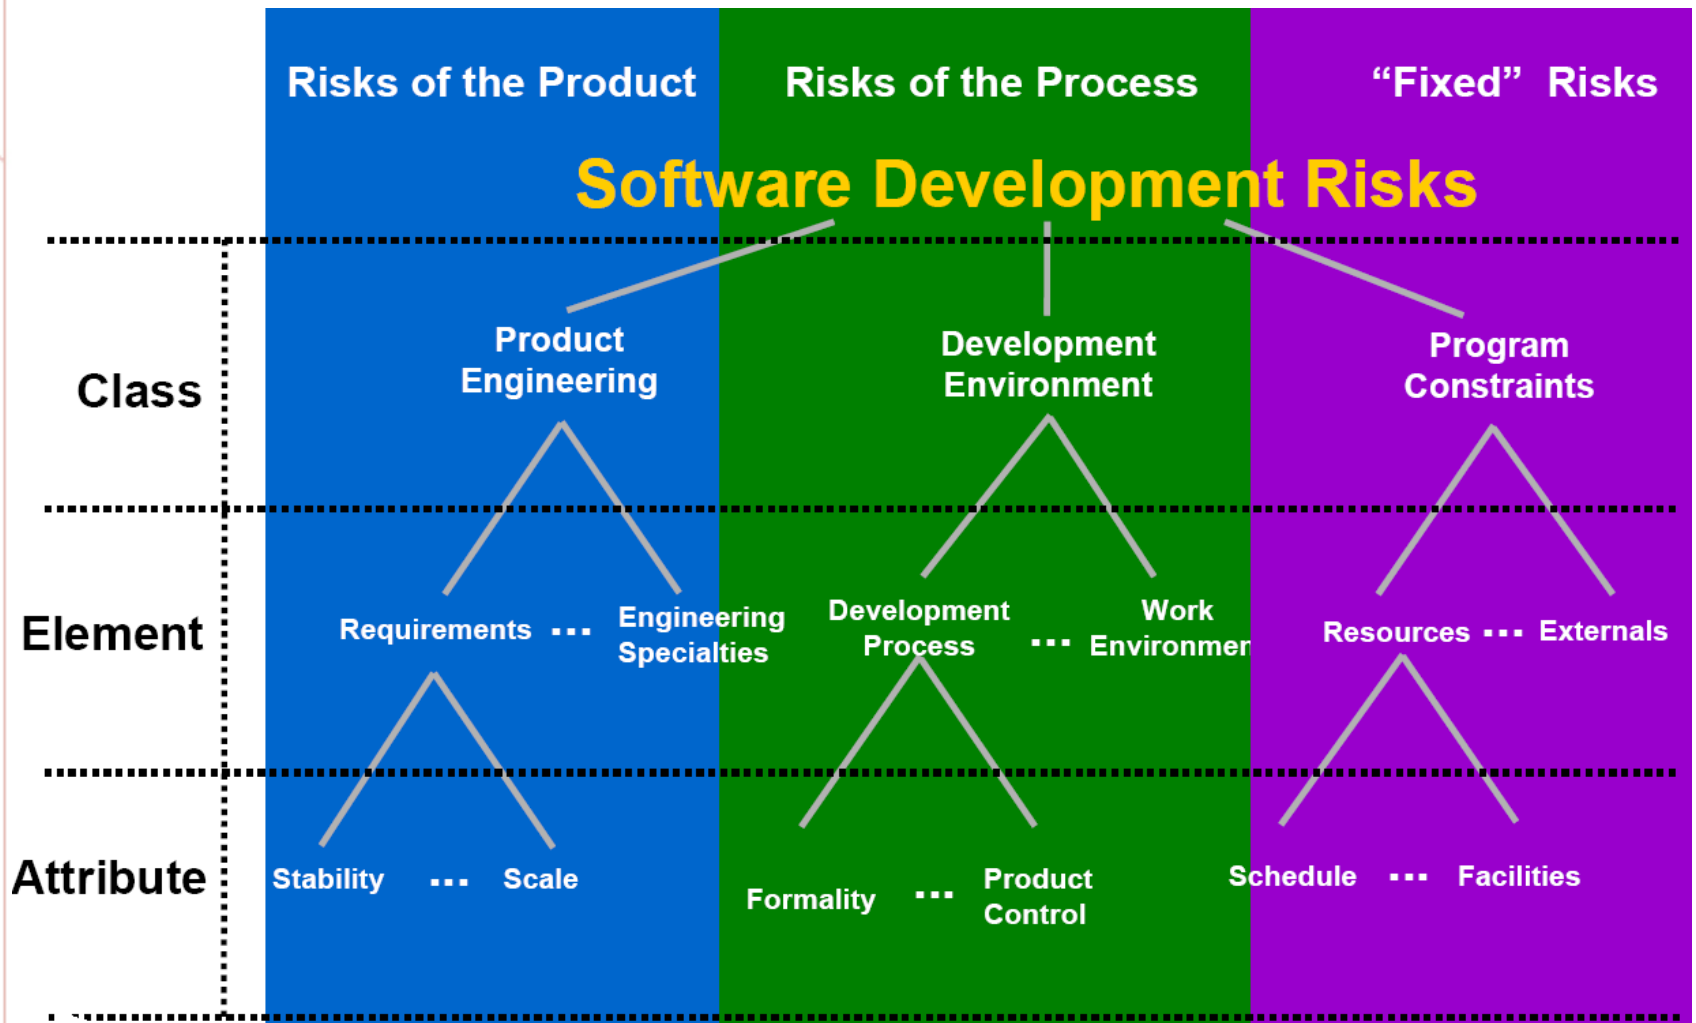 Risks of the Product
Risks of the Process
“Fixed” Risks
Software Development Risks
Class
Product
Engineering
Development
Environment
Program
Constraints
Element
Requirements ...
Engineering
Specialties
Development
Process
...
Work
Environmen
Resources ... Externals
Attribute
Stability ... Scale
Formality ...
Product
Control
Schedule ... Facilities